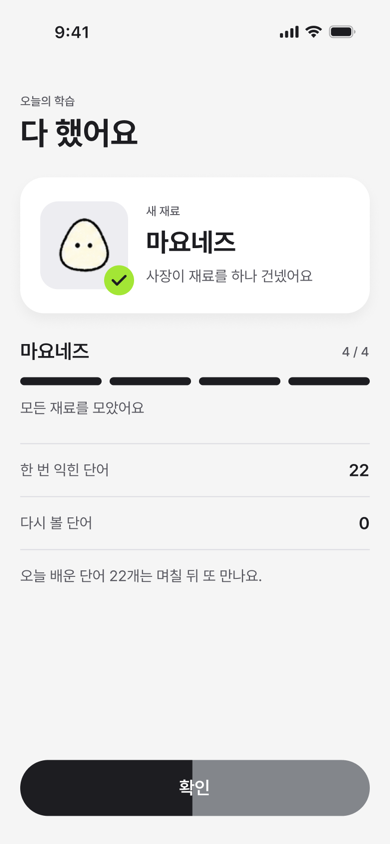 9:41
오늘의 학습
다 했어요
새 재료
마요네즈
사장이 재료를 하나 건넸어요
마요네즈
4 / 4
모든 재료를 모았어요
한 번 익힌 단어
22
다시 볼 단어
0
오늘 배운 단어 22개는 며칠 뒤 또 만나요.
확인